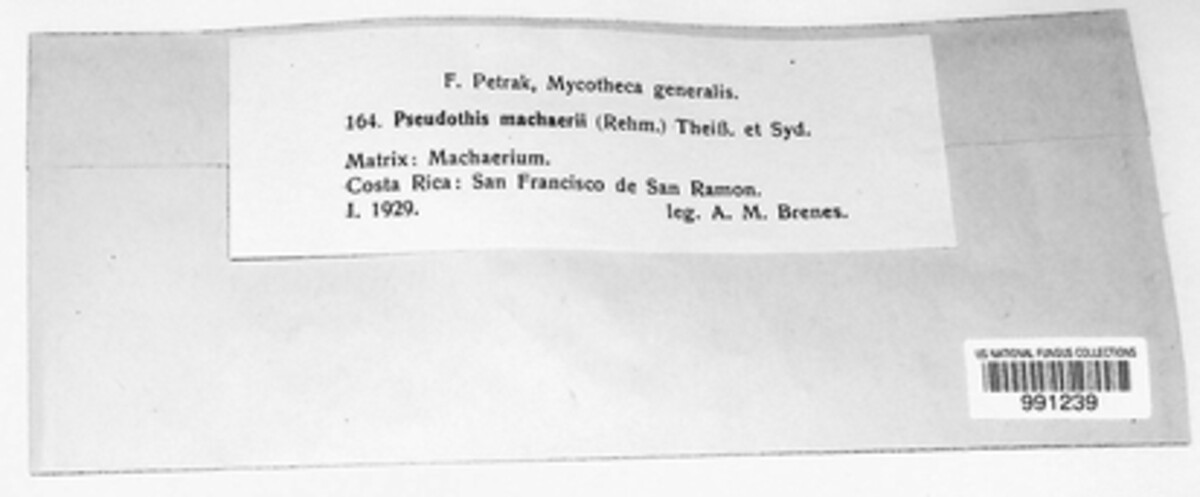 F. Petrak, Mycotheca generalis.
164. Pseudothis machaerii (Rehm.) Theiß. et Syd.
Matrix: Machaerium.
Costa Rica: San Francisco de San Ramon.
I. 1929. leg. A. M. Brenes.
US NATIONAL FUNGUS COLLECTIONS
991239